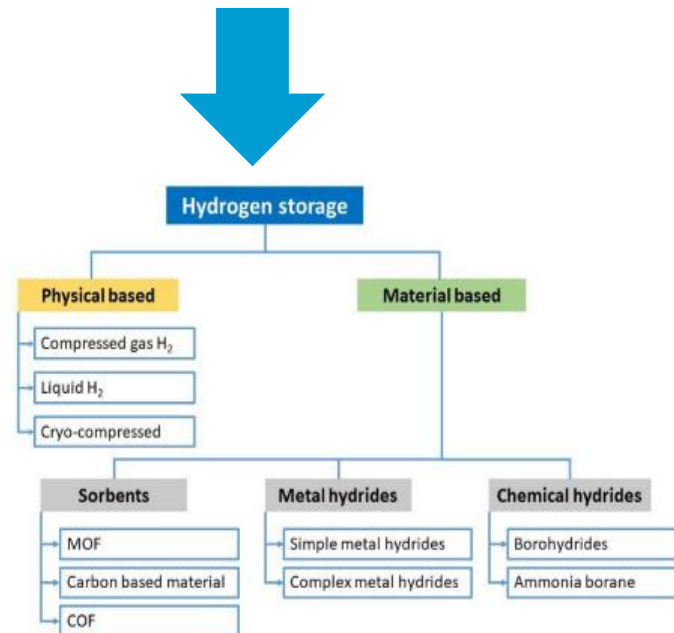 Hydrogen storage
Physical based
Material based
Compressed gas H₂
Liquid H₂
Cryo-compressed
Sorbents
Metal hydrides
Chemical hydrides
MOF
Simple metal hydrides
Borohydrides
Carbon based material
Complex metal hydrides
Ammonia borane
COF